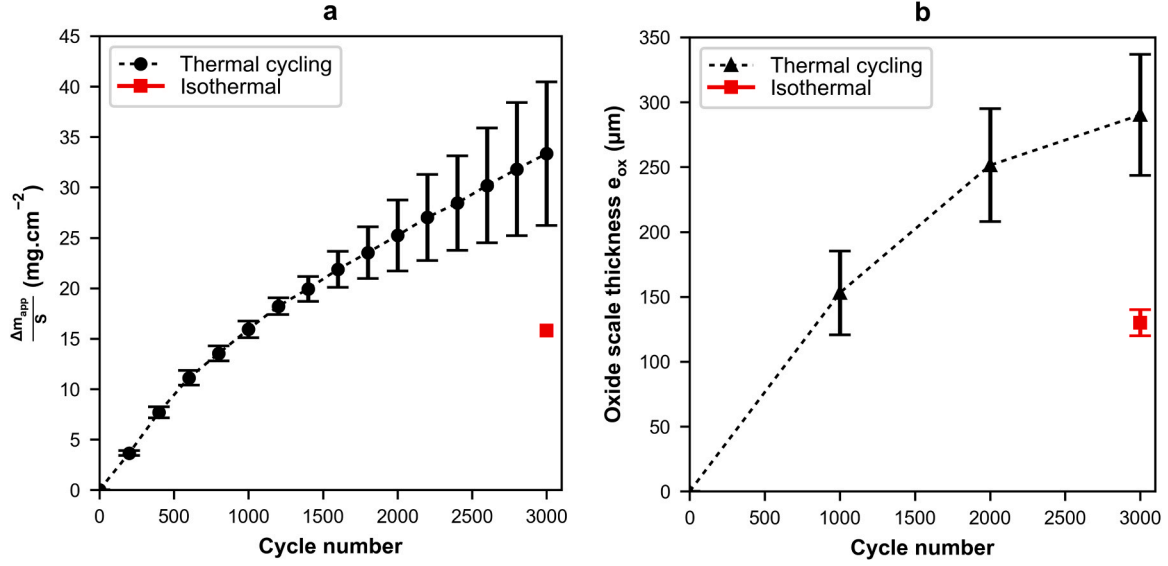 a
45
40
35
30
25
20
15
10
5
0
Δm_app/S (mg.cm⁻²)
Thermal cycling
Isothermal
0 500 1000 1500 2000 2500 3000
Cycle number
b
350
300
250
200
150
100
50
0
Oxide scale thickness e_ox (μm)
Thermal cycling
Isothermal
0 500 1000 1500 2000 2500 3000
Cycle number